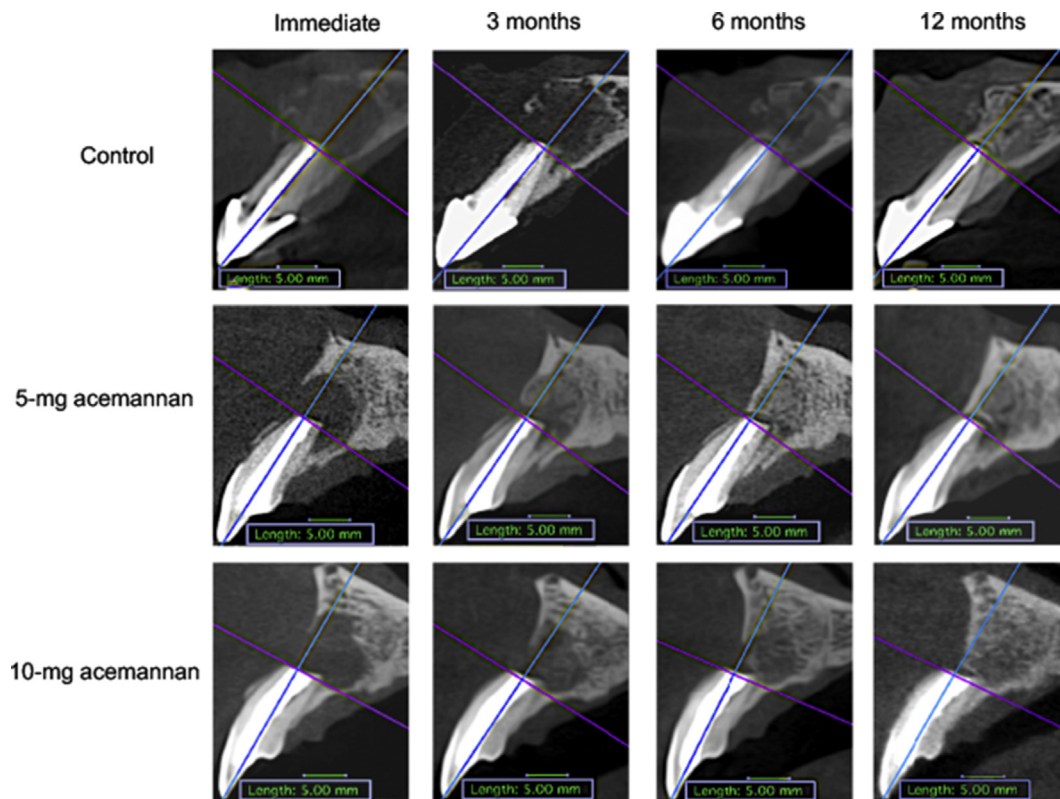 Immediate 3 months 6 months 12 months
Control
Length: 5.00 mm Length: 5.00 mm Length: 5.00 mm Length: 5.00 mm
5-mg acemannan
Length: 5.00 mm Length: 5.00 mm Length: 5.00 mm Length: 5.00 mm
10-mg acemannan
Length: 5.00 mm Length: 5.00 mm Length: 5.00 mm Length: 5.00 mm